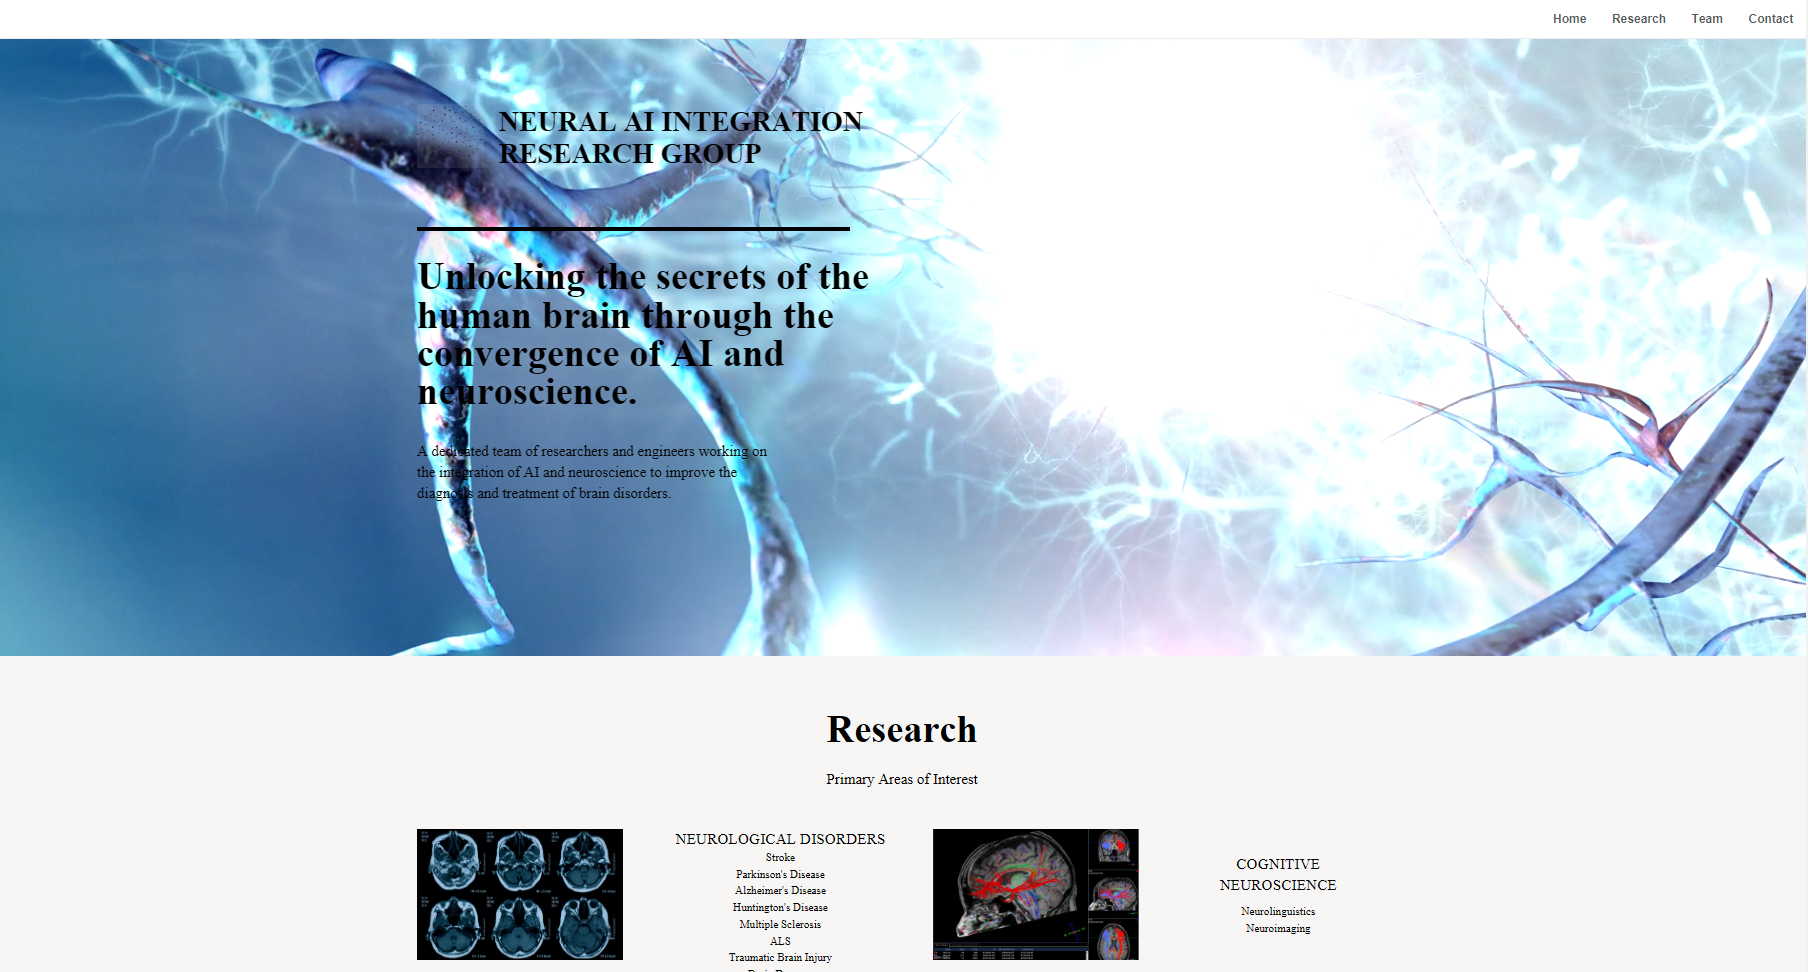 Home Research Team Contact
NEURAL AI INTEGRATION
RESEARCH GROUP
Unlocking the secrets of the
human brain through the
convergence of AI and
neuroscience.
A dedicated team of researchers and engineers working on
the integration of AI and neuroscience to improve the
diagnosis and treatment of brain disorders.
Research
Primary Areas of Interest
NEUROLOGICAL DISORDERS
Stroke
Parkinson's Disease
Alzheimer's Disease
Huntington's Disease
Multiple Sclerosis
ALS
Traumatic Brain Injury
COGNITIVE
NEUROSCIENCE
Neurolinguistics
Neuroimaging